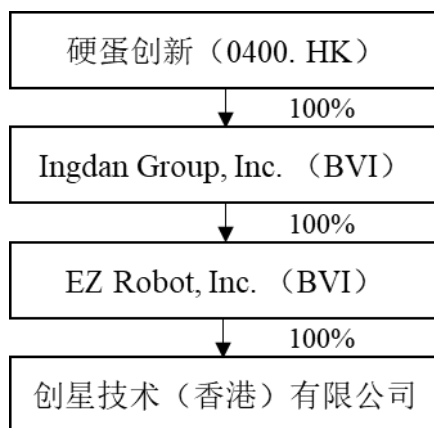 硬蛋创新（0400. HK）
100%
Ingdan Group, Inc. （BVI）
100%
EZ Robot, Inc. （BVI）
100%
创星技术（香港）有限公司